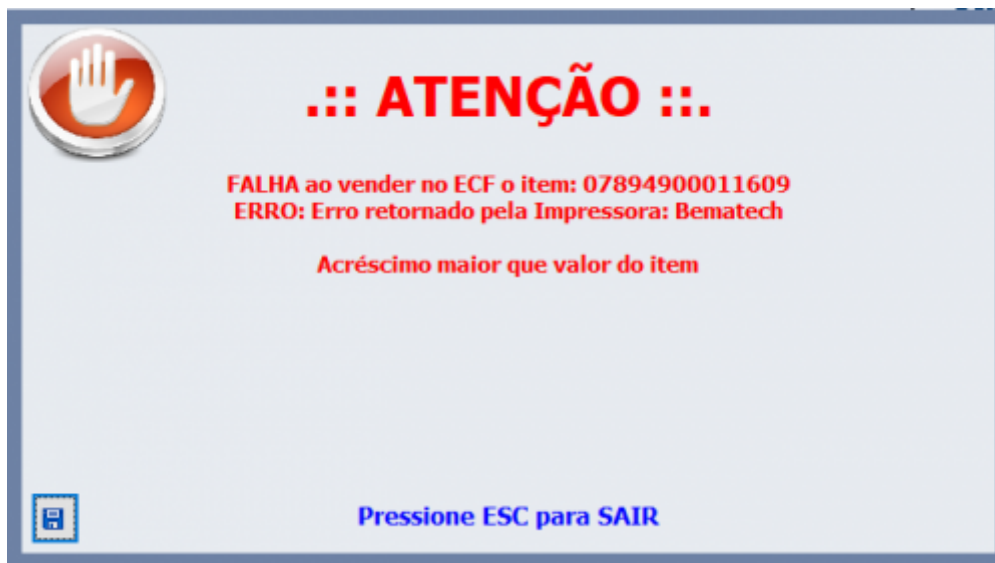 .:: ATENÇÃO ::.
FALHA ao vender no ECF o item: 07894900011609
ERRO: Erro retornado pela Impressora: Bematech
Acréscimo maior que valor do item
Pressione ESC para SAIR